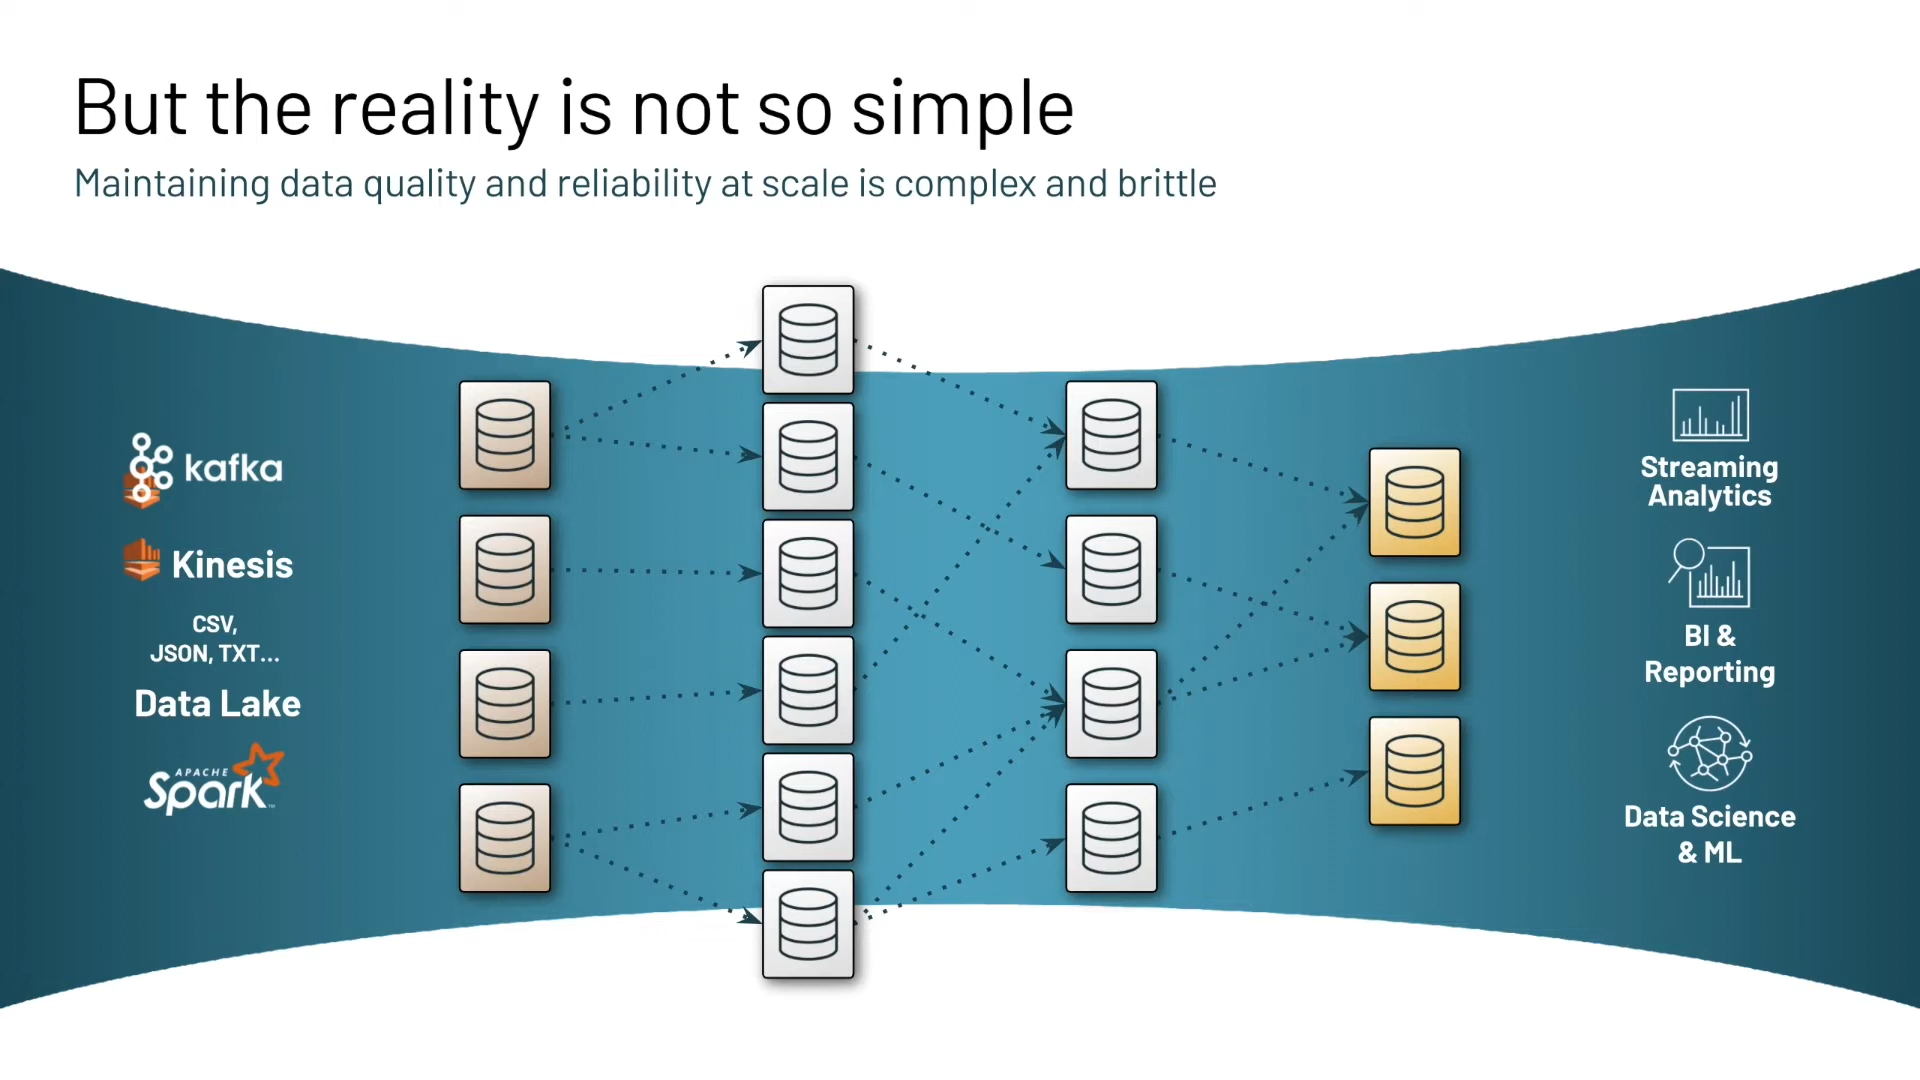 But the reality is not so simple
Maintaining data quality and reliability at scale is complex and brittle
kafka
Kinesis
CSV,
JSON, TXT...
Data Lake
APACHE
Spark™
Streaming
Analytics
BI &
Reporting
Data Science
& ML